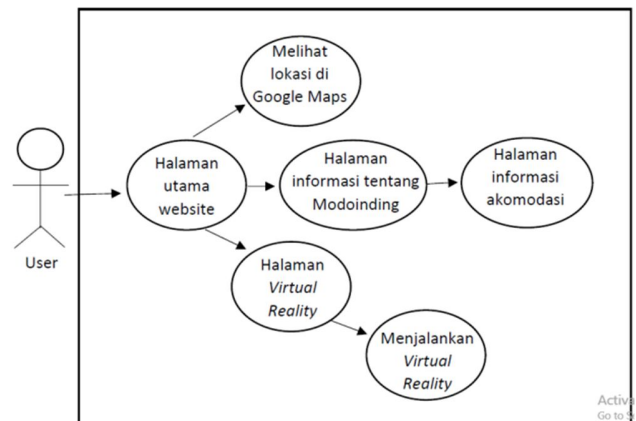 Melihat
lokasi di
Google Maps
Halaman
utama
website
Halaman
informasi tentang
Modoinding
Halaman
informasi
akomodasi
User
Halaman
Virtual
Reality
Menjalankan
Virtual
Reality
Activa
Go to S